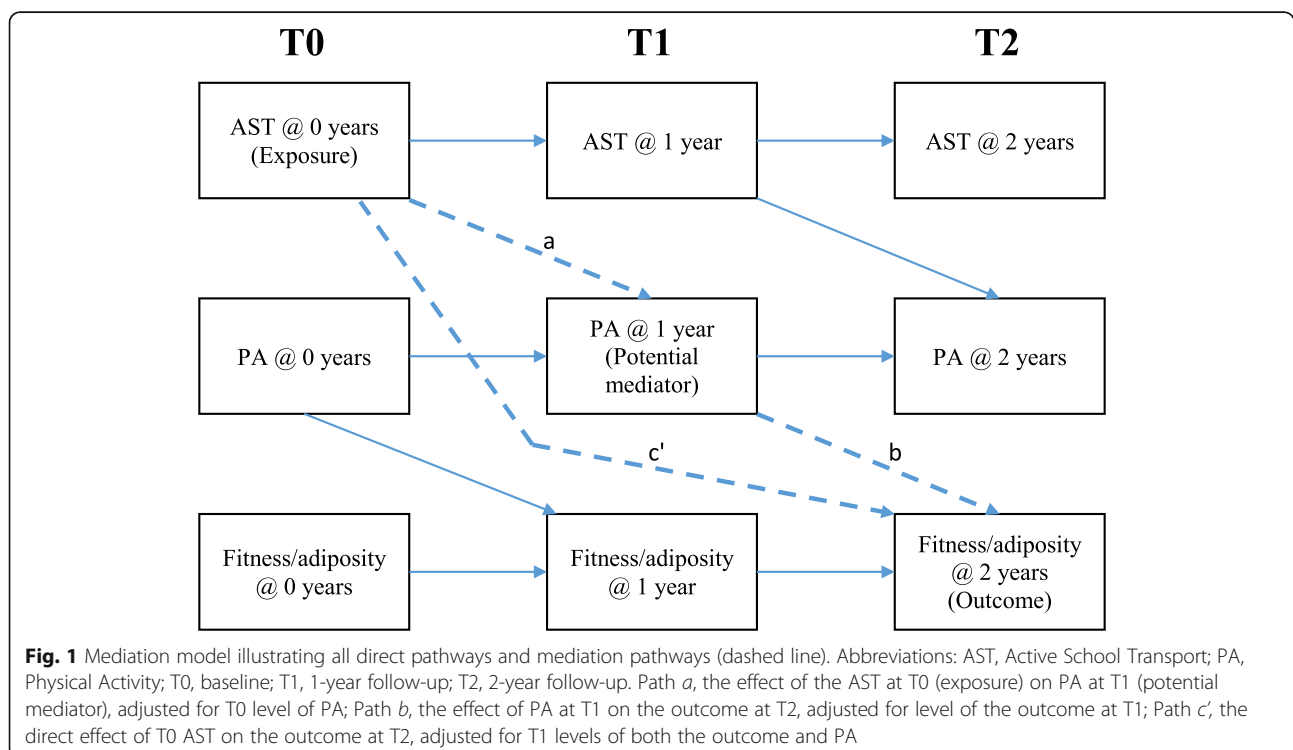 T0 T1 T2
AST @ 0 years
(Exposure)
AST @ 1 year
AST @ 2 years
a
PA @ 0 years
PA @ 1 year
(Potential
mediator)
PA @ 2 years
c'
b
Fitness/adiposity
@ 0 years
Fitness/adiposity
@ 1 year
Fitness/adiposity
@ 2 years
(Outcome)
Fig. 1 Mediation model illustrating all direct pathways and mediation pathways (dashed line). Abbreviations: AST, Active School Transport; PA,
Physical Activity; T0, baseline; T1, 1-year follow-up; T2, 2-year follow-up. Path a, the effect of the AST at T0 (exposure) on PA at T1 (potential
mediator), adjusted for T0 level of PA; Path b, the effect of PA at T1 on the outcome at T2, adjusted for level of the outcome at T1; Path c′, the
direct effect of T0 AST on the outcome at T2, adjusted for T1 levels of both the outcome and PA